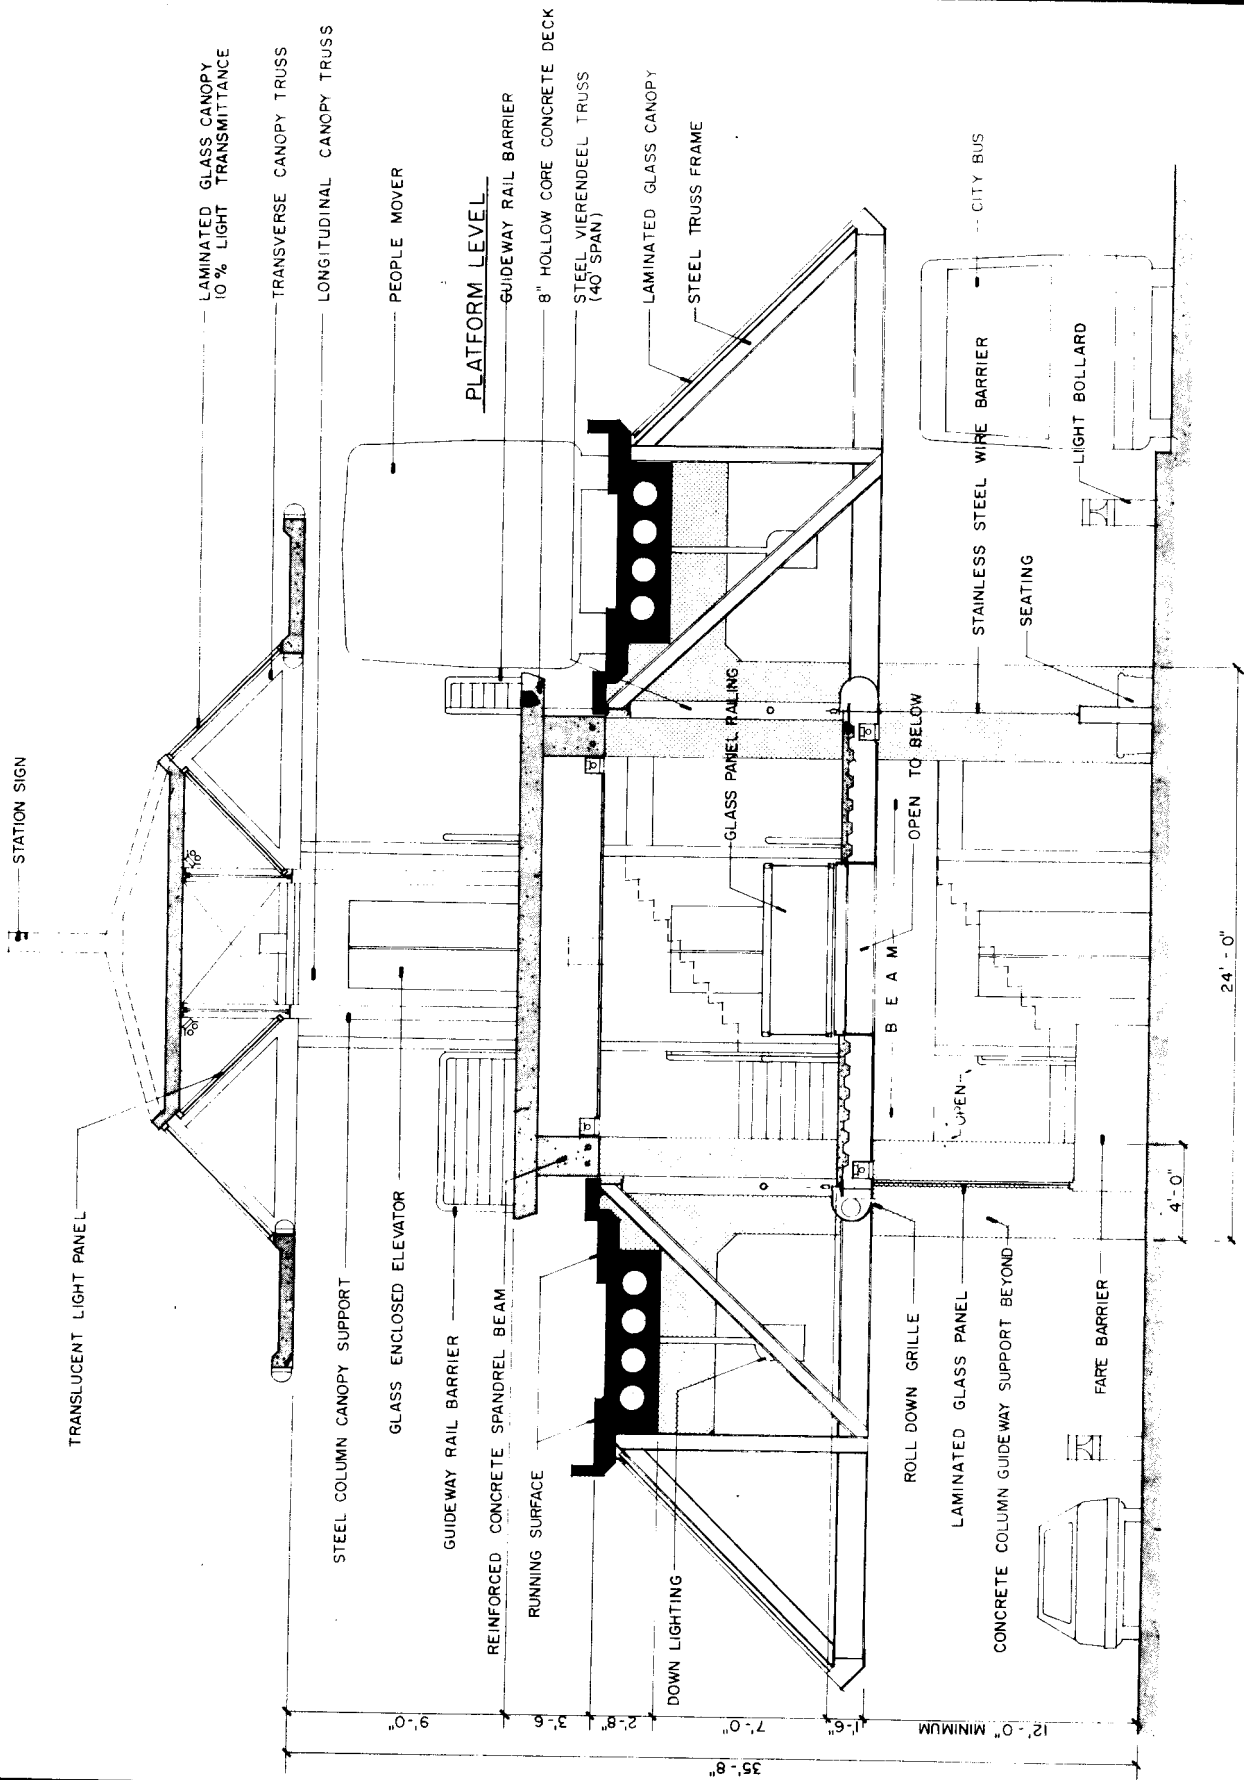 STATION SIGN
LAMINATED GLASS CANOPY
10 % LIGHT TRANSMITTANCE
TRANSVERSE CANOPY TRUSS
LONGITUDINAL CANOPY TRUSS
PEOPLE MOVER
PLATFORM LEVEL
GUIDEWAY RAIL BARRIER
8" HOLLOW CORE CONCRETE DECK
STEEL VIERENDEEL TRUSS
(40' SPAN)
LAMINATED GLASS CANOPY
STEEL TRUSS FRAME
CITY BUS
STAINLESS STEEL WIRE BARRIER
LIGHT BOLLARD
SEATING
GLASS PANEL RAILING
OPEN TO BELOW
BEAM
OPEN
TRANSLUCENT LIGHT PANEL
STEEL COLUMN CANOPY SUPPORT
GLASS ENCLOSED ELEVATOR
GUIDEWAY RAIL BARRIER
REINFORCED CONCRETE SPANDREL BEAM
RUNNING SURFACE
DOWN LIGHTING
ROLL DOWN GRILLE
LAMINATED GLASS PANEL
CONCRETE COLUMN GUIDEWAY SUPPORT BEYOND
FARE BARRIER
9'-0"
3'-6
2'-8"
7'-0"
1'-6"
12'-0" MINIMUM
35'-8"
4'-0"
24'-0"